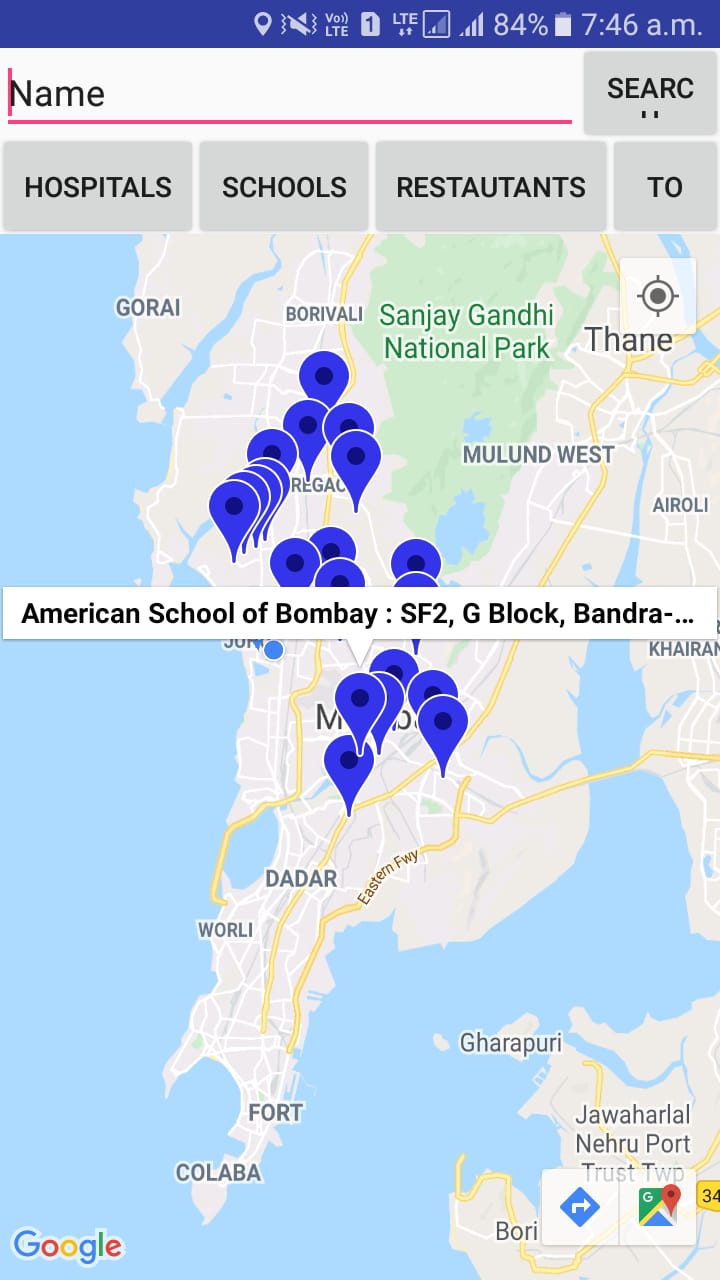 Vo)) LTE 1 LTE 84% 7:46 a.m.
Name
SEARC
HOSPITALS SCHOOLS RESTAUTANTS TO
GORAI
BORIVALI
Sanjay Gandhi
National Park
Thane
MULUND WEST
REGAO
AIROLI
American School of Bombay : SF2, G Block, Bandra-...
KHAIRAN
DADAR
Eastern Fwy
WORLI
Gharapuri
FORT
Jawaharlal
Nehru Port
Trust Twp
COLABA
34
Bori
Google